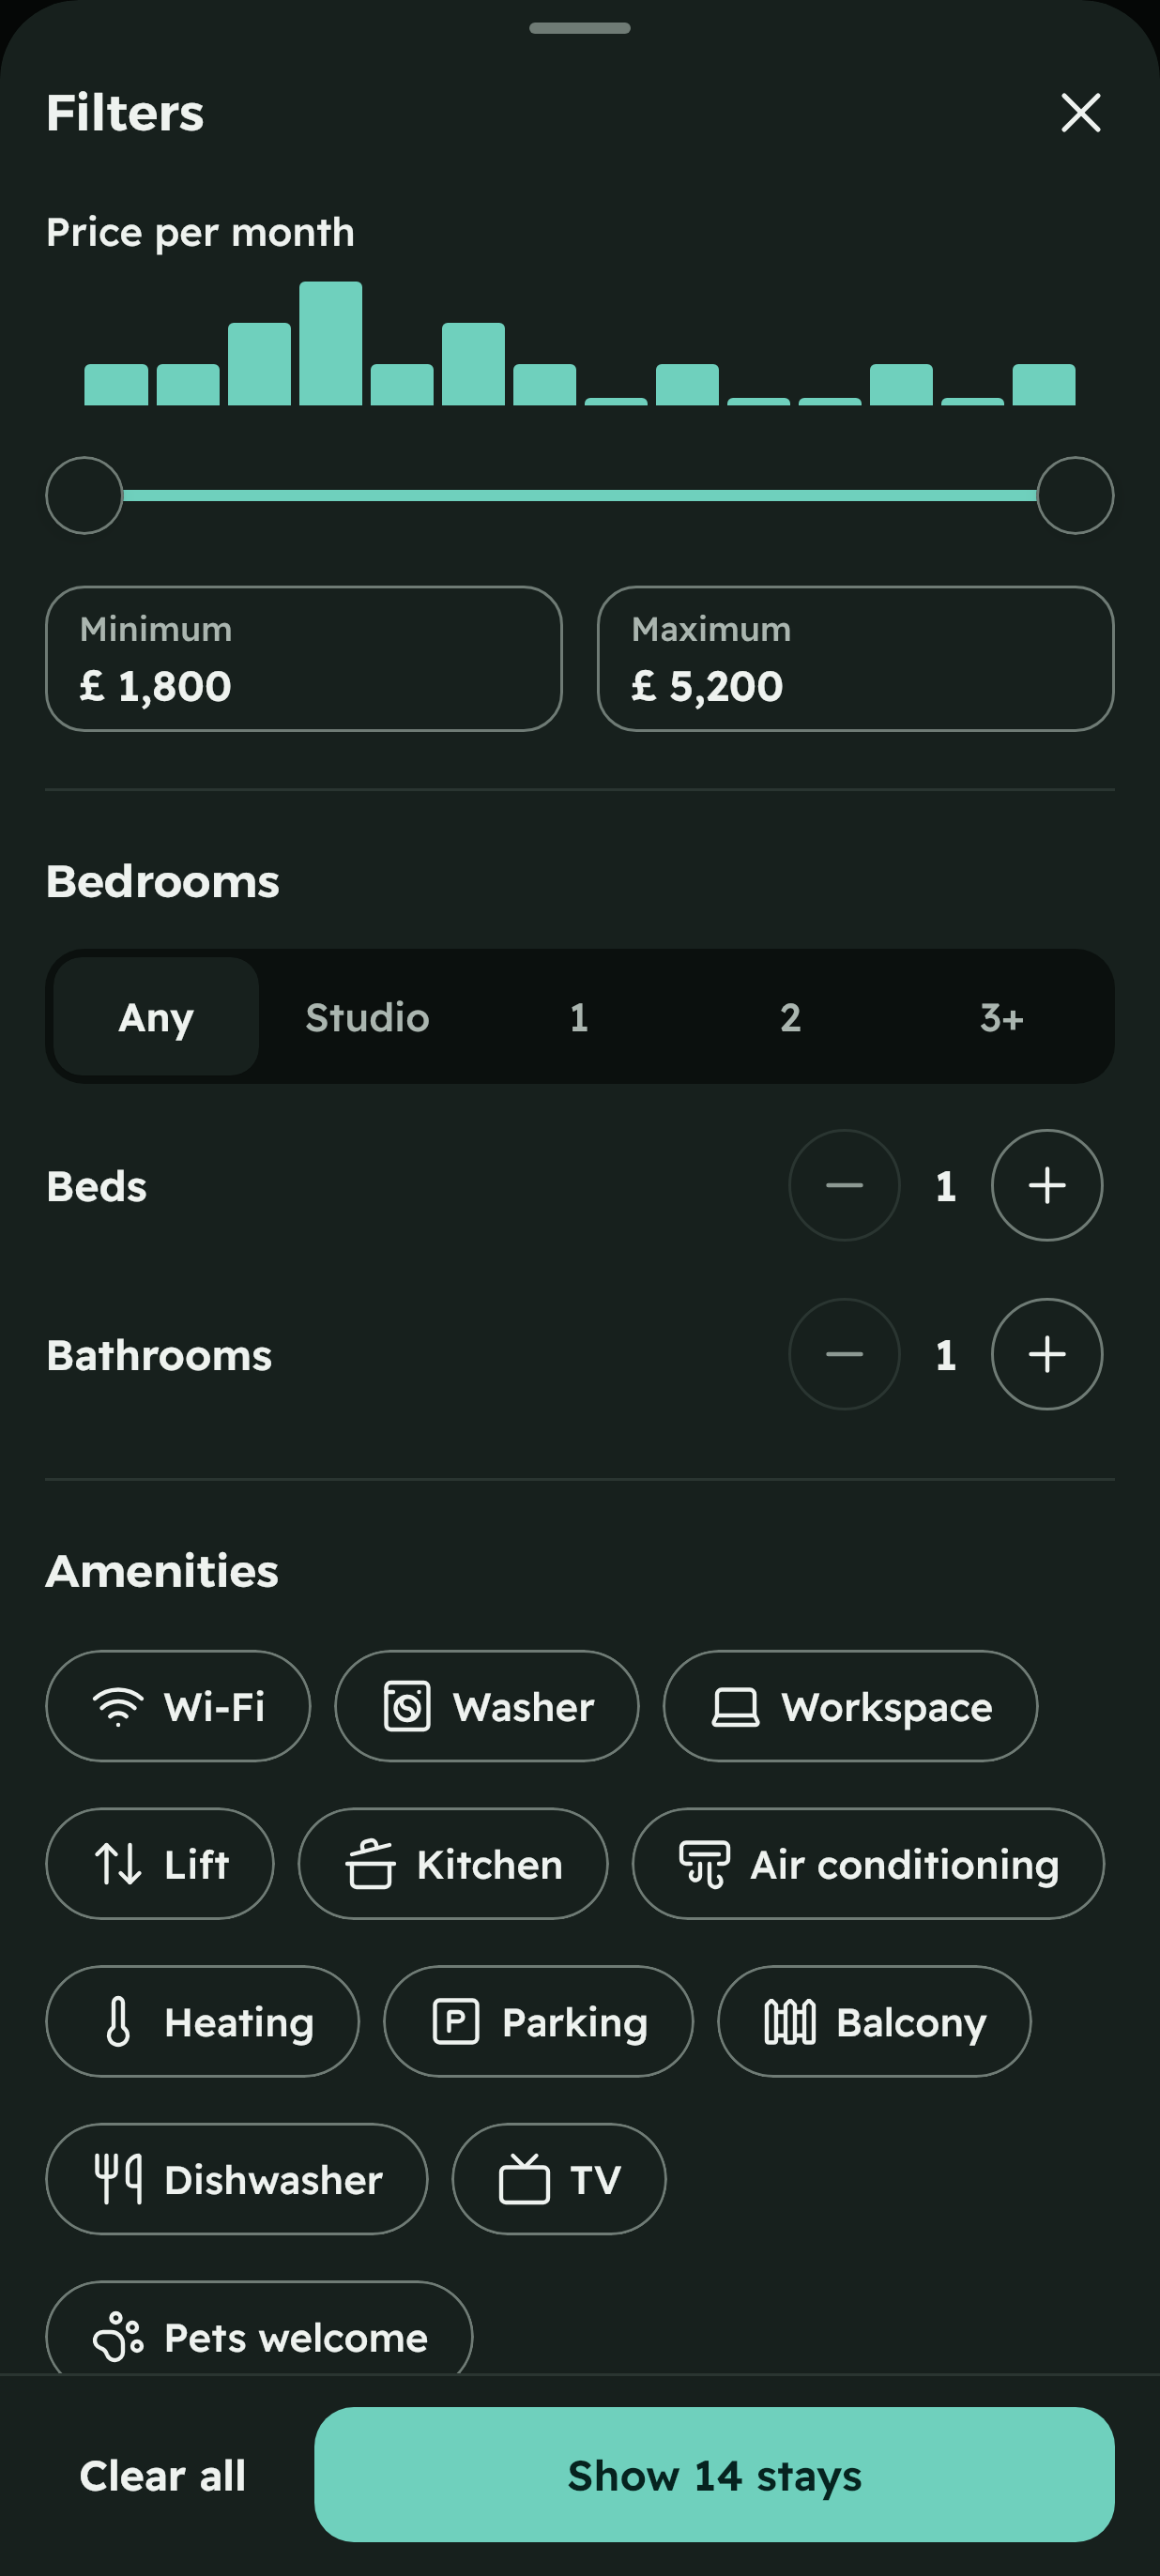 Filters
Price per month
Minimum
£ 1,800
Maximum
£ 5,200
Bedrooms
Any Studio 1 2 3+
Beds 1
Bathrooms 1
Amenities
Wi-Fi Washer Workspace
Lift Kitchen Air conditioning
Heating P Parking Balcony
Dishwasher TV
Pets welcome
Clear all Show 14 stays